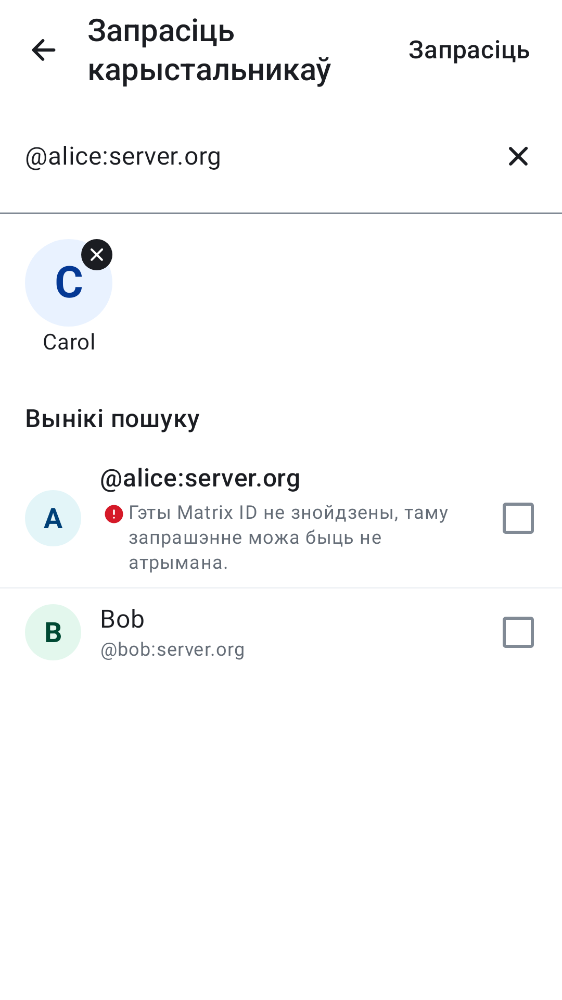 Запрасіць
карыстальнікаў
Запрасіць
@alice:server.org
C
Carol
Вынікі пошуку
A
@alice:server.org
Гэты Matrix ID не знойдзены, таму
запрашэнне можа быць не
атрымана.
B
Bob
@bob:server.org